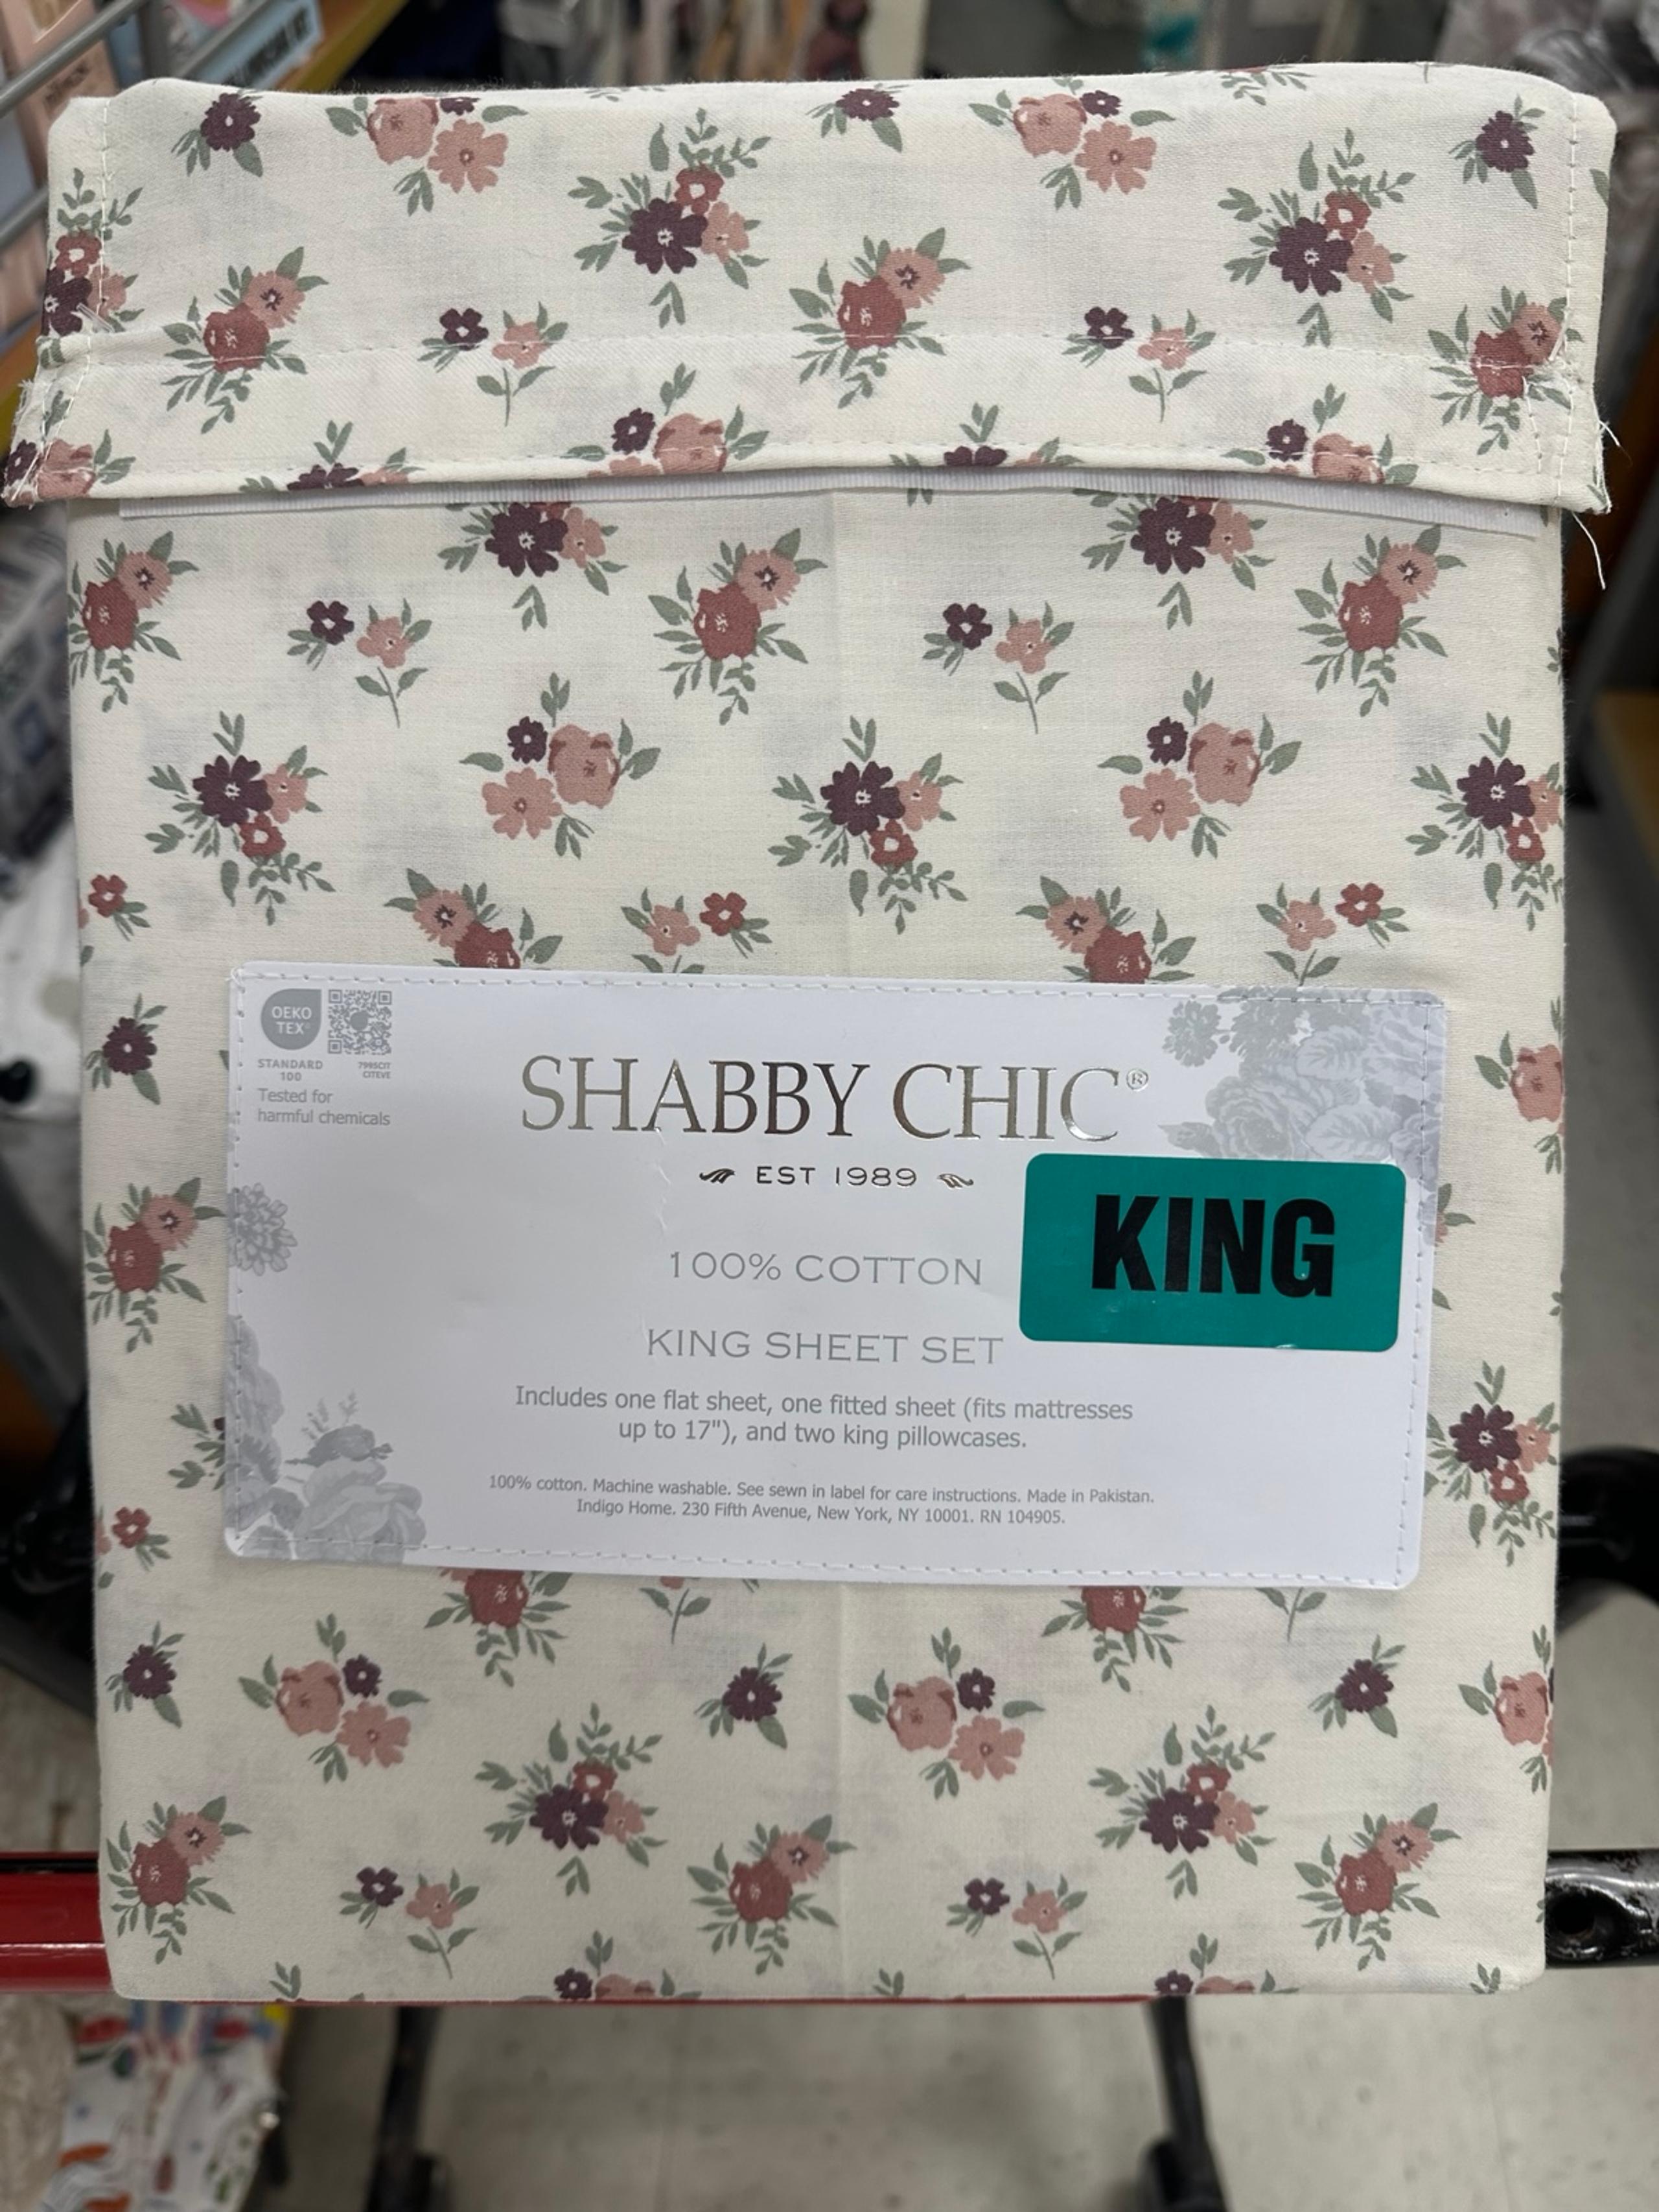 OEKO
TEX®
STANDARD
100
7995CIT
CITEVE
Tested for
harmful chemicals
SHABBY CHIC®
EST 1989
KING
100% COTTON
KING SHEET SET
Includes one flat sheet, one fitted sheet (fits mattresses
up to 17"), and two king pillowcases.
100% cotton. Machine washable. See sewn in label for care instructions. Made in Pakistan.
Indigo Home. 230 Fifth Avenue, New York, NY 10001. RN 104905.